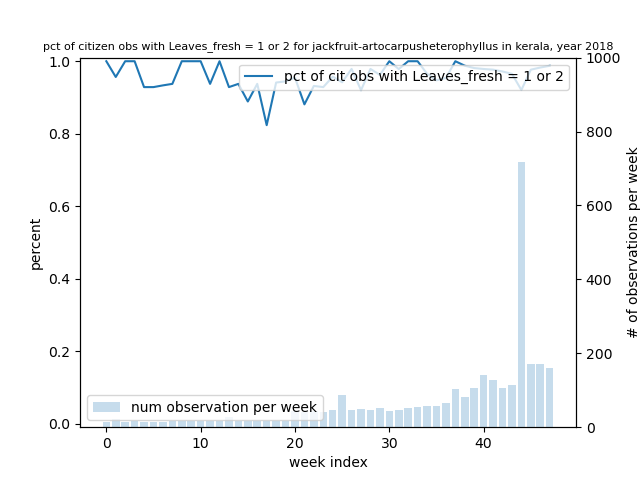 pct of citizen obs with Leaves_fresh = 1 or 2 for jackfruit-artocarpusheterophyllus in kerala, year 2018
pct of cit obs with Leaves_fresh = 1 or 2
num observation per week
percent
# of observations per week
week index
1.0
0.8
0.6
0.4
0.2
0.0
1000
800
600
400
200
0
0
10
20
30
40